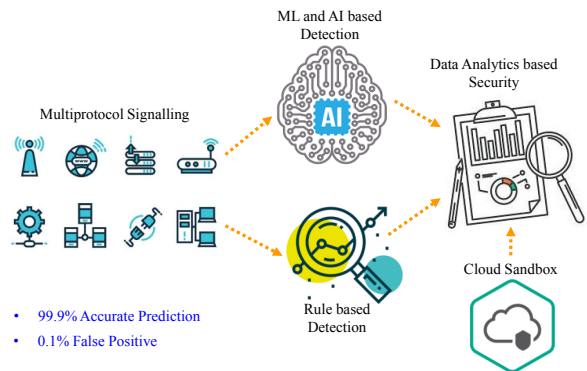 ML and AI based
Detection
Data Analytics based
Security
Multiprotocol Signalling
WWW
AI
Cloud Sandbox
Rule based
Detection
• 99.9% Accurate Prediction
• 0.1% False Positive